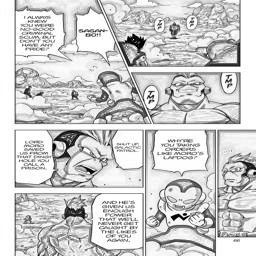 I ALWAYS
KNEW YOU
WERE
NO-GOOD
CRIMINAL
SCUM, BUT
DON'T YOU
HAVE ANY
PRIDE?
SAGAN-
BO!!
SHUT UP,
GALACTIC
PATROL.
LORD
MORO
SAVED
US FROM
THAT DINGY
HOLE YOU
CALL A
PRISON.
WHY'RE
YOU TAKING
ORDERS
LIKE MORO'S
LAPDOG?
AND HE'S
GIVEN US
ENOUGH
POWER
THAT WE'LL
NEVER GET
CAUGHT BY
THE LIKES
OF YOU
AGAIN.